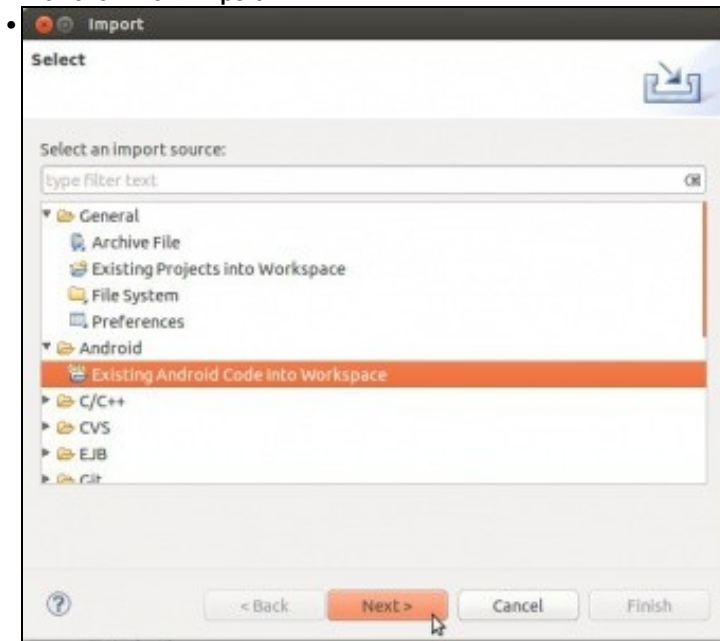 Import
Select
Select an import source:
type filter text
General
Archive File
Existing Projects into Workspace
File System
Preferences
Android
Existing Android Code Into Workspace
C/C++
CVS
EJB
Git
?
< Back Next > Cancel Finish